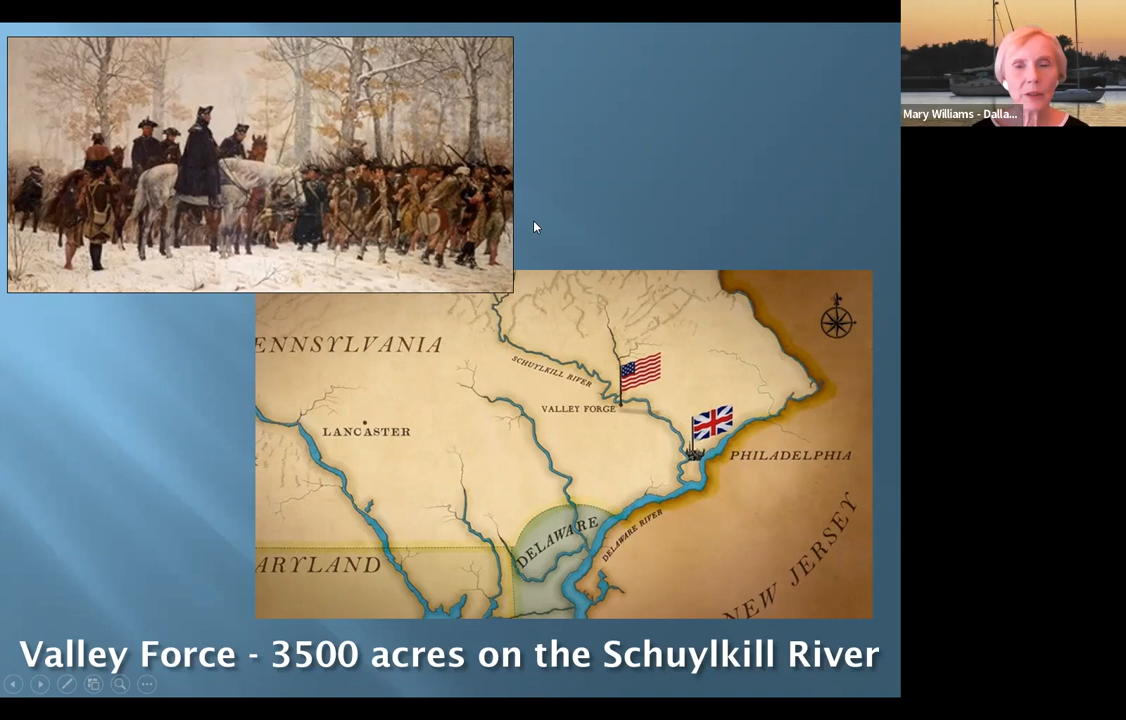 Mary Williams - Dalla...
ENNSYLVANIA
SCHUYLKILL RIVER
VALLEY FORGE
LANCASTER
PHILADELPHIA
DELAWARE
DELAWARE RIVER
ARYLAND
NEW JERSEY
Valley Force - 3500 acres on the Schuylkill River